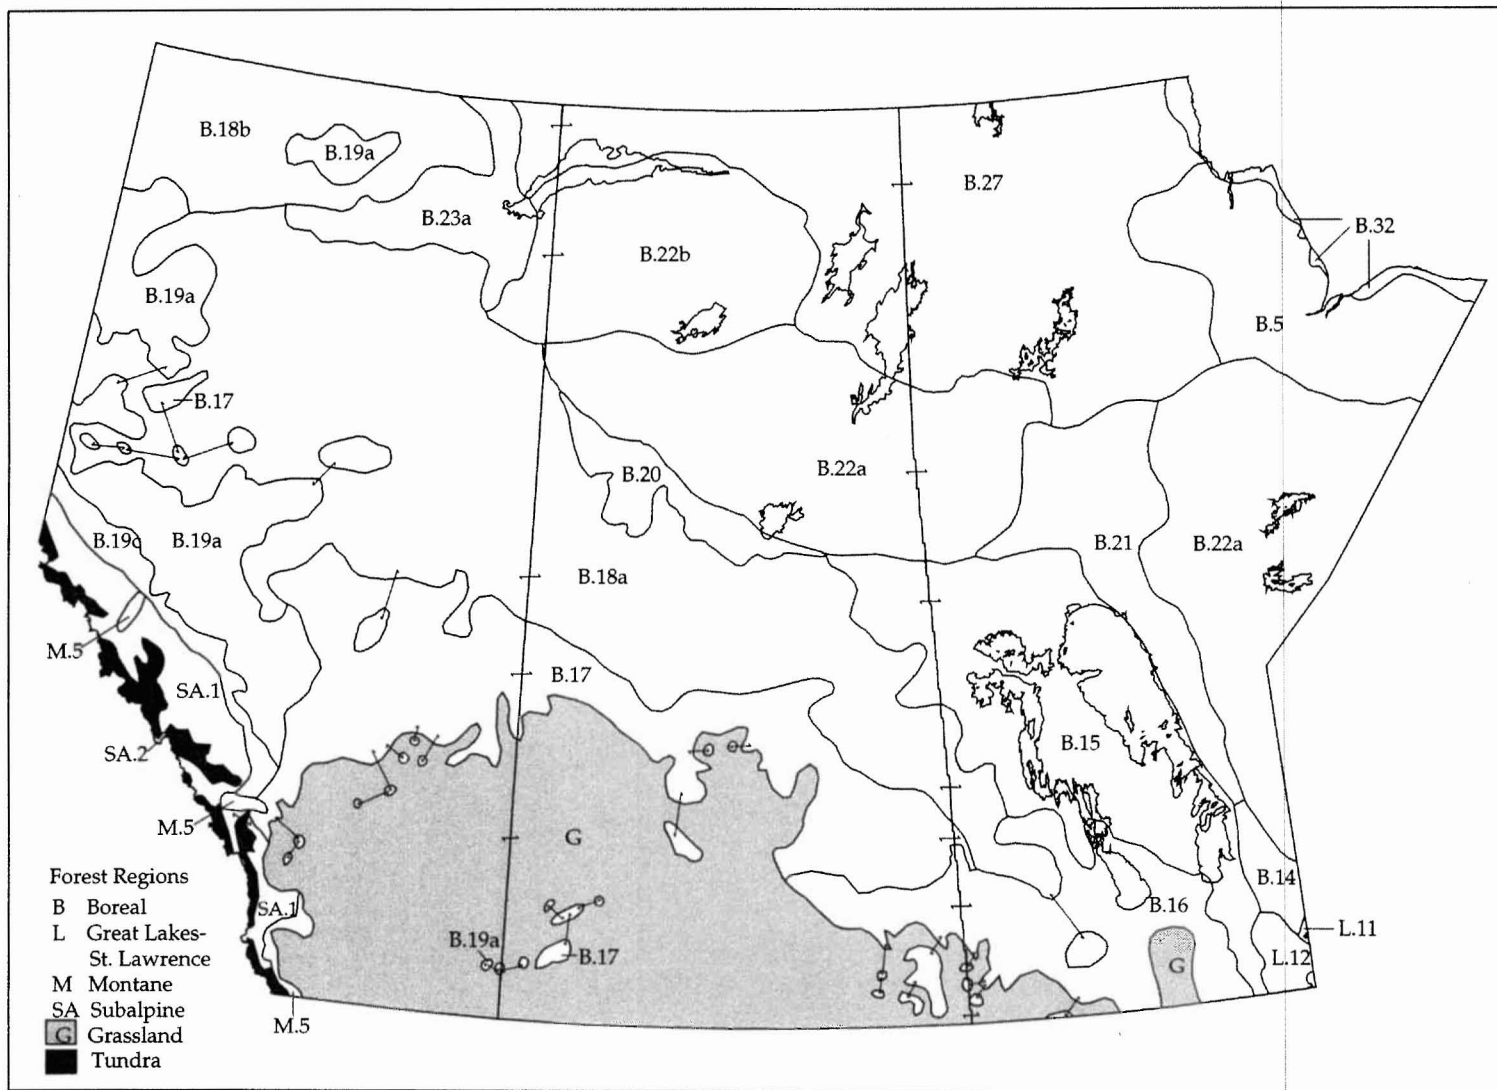 B.18b
B.19a
B.27
B.23a
B.32
B.22b
B.19a
B.5
B.17
B.20
B.22a
B.19c
B.19a
B.21
B.22a
B.18a
M.5
B.17
SA.1
SA.2
B.15
M.5
G
Forest Regions
B Boreal
L Great Lakes-
St. Lawrence
M Montane
SA Subalpine
G Grassland
Tundra
SA.1
B.14
B.16
L.11
B.19a
B.17
G
L.12
M.5